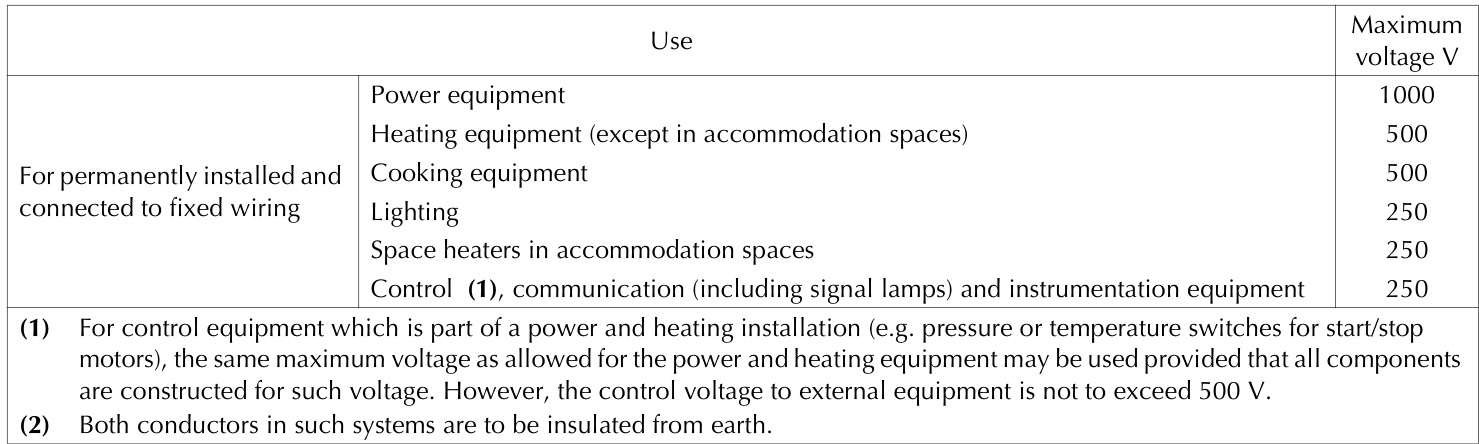 Use
Maximum
voltage V
For permanently installed and
connected to fixed wiring
Power equipment 1000
Heating equipment (except in accommodation spaces) 500
Cooking equipment 500
Lighting 250
Space heaters in accommodation spaces 250
Control (1), communication (including signal lamps) and instrumentation equipment 250
(1) For control equipment which is part of a power and heating installation (e.g. pressure or temperature switches for start/stop
motors), the same maximum voltage as allowed for the power and heating equipment may be used provided that all components
are constructed for such voltage. However, the control voltage to external equipment is not to exceed 500 V.
(2) Both conductors in such systems are to be insulated from earth.